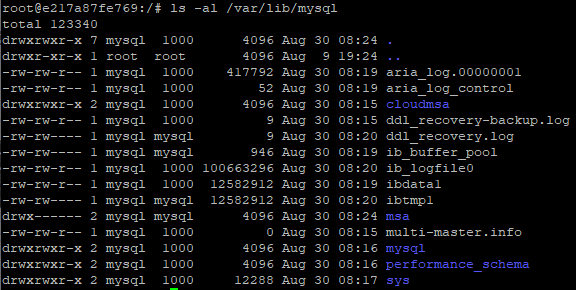 root@e217a87fe769:/# ls -al /var/lib/mysql
total 123340
drwxrwxr-x 7 mysql  1000      4096 Aug 30 08:24 .
drwxr-xr-x 1 root  root       4096 Aug  9 19:24 ..
-rw-rw-r-- 1 mysql  1000    417792 Aug 30 08:19 aria_log.00000001
-rw-rw-r-- 1 mysql  1000        52 Aug 30 08:19 aria_log_control
drwxrwxr-x 2 mysql  1000      4096 Aug 30 08:15 cloudmsa
-rw-rw-r-- 1 mysql  1000         9 Aug 30 08:15 ddl_recovery-backup.log
-rw-rw---- 1 mysql mysql         9 Aug 30 08:20 ddl_recovery.log
-rw-rw---- 1 mysql mysql       946 Aug 30 08:19 ib_buffer_pool
-rw-rw-r-- 1 mysql  1000 100663296 Aug 30 08:20 ib_logfile0
-rw-rw-r-- 1 mysql  1000  12582912 Aug 30 08:19 ibdata1
-rw-rw---- 1 mysql mysql  12582912 Aug 30 08:20 ibtmp1
drwx------ 2 mysql mysql      4096 Aug 30 08:24 msa
-rw-rw-r-- 1 mysql  1000         0 Aug 30 08:15 multi-master.info
drwxrwxr-x 2 mysql  1000      4096 Aug 30 08:16 mysql
drwxrwxr-x 2 mysql  1000      4096 Aug 30 08:16 performance_schema
drwxrwxr-x 2 mysql  1000     12288 Aug 30 08:17 sys